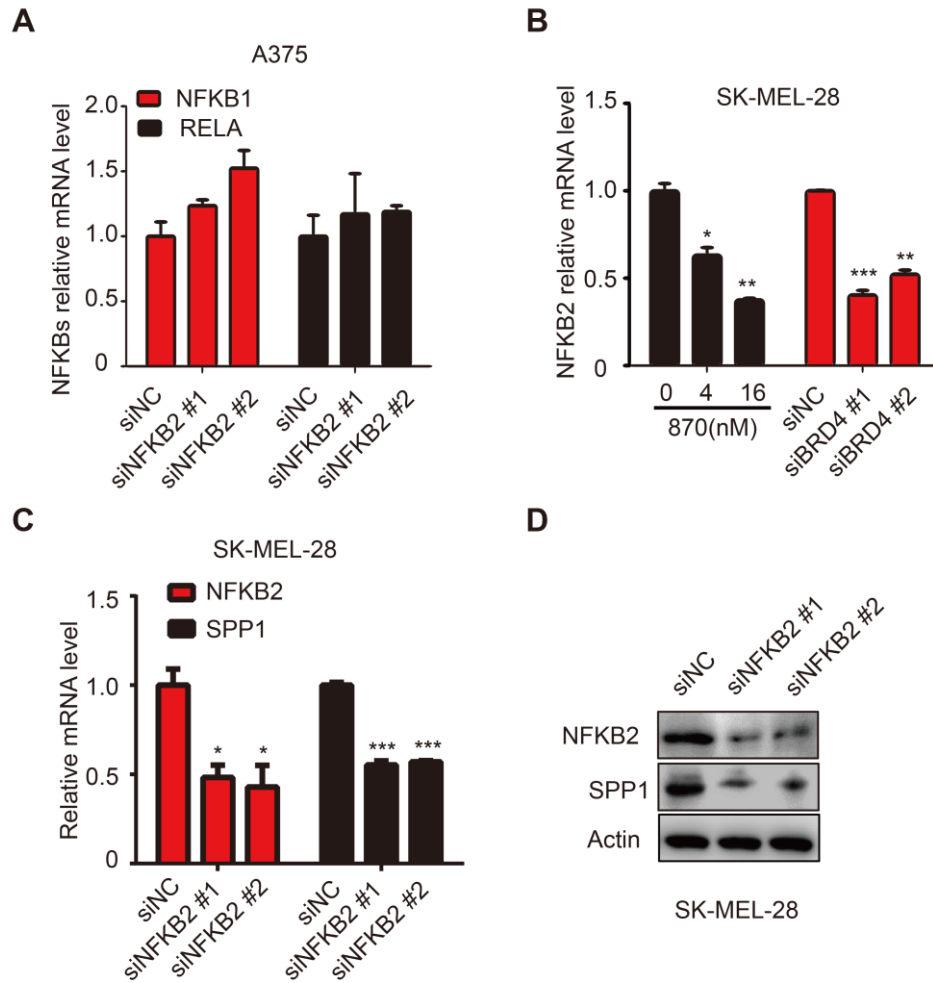 A
A375
NFKBs relative mRNA level
2.0
1.5
1.0
0.5
0
NFKB1
RELA
siNC
siNFKB2 #1
siNFKB2 #2
siNC
siNFKB2 #1
siNFKB2 #2
B
SK-MEL-28
NFKB2 relative mRNA level
1.5
1.0
0.5
0
*
**
***
**
0 4 16
870(nM)
siNC
siBRD4 #1
siBRD4 #2
C
SK-MEL-28
Relative mRNA level
1.5
1.0
0.5
0
NFKB2
SPP1
*
*
***
***
siNC
siNFKB2 #1
siNFKB2 #2
siNC
siNFKB2 #1
siNFKB2 #2
D
siNC
siNFKB2 #1
siNFKB2 #2
NFKB2
SPP1
Actin
SK-MEL-28